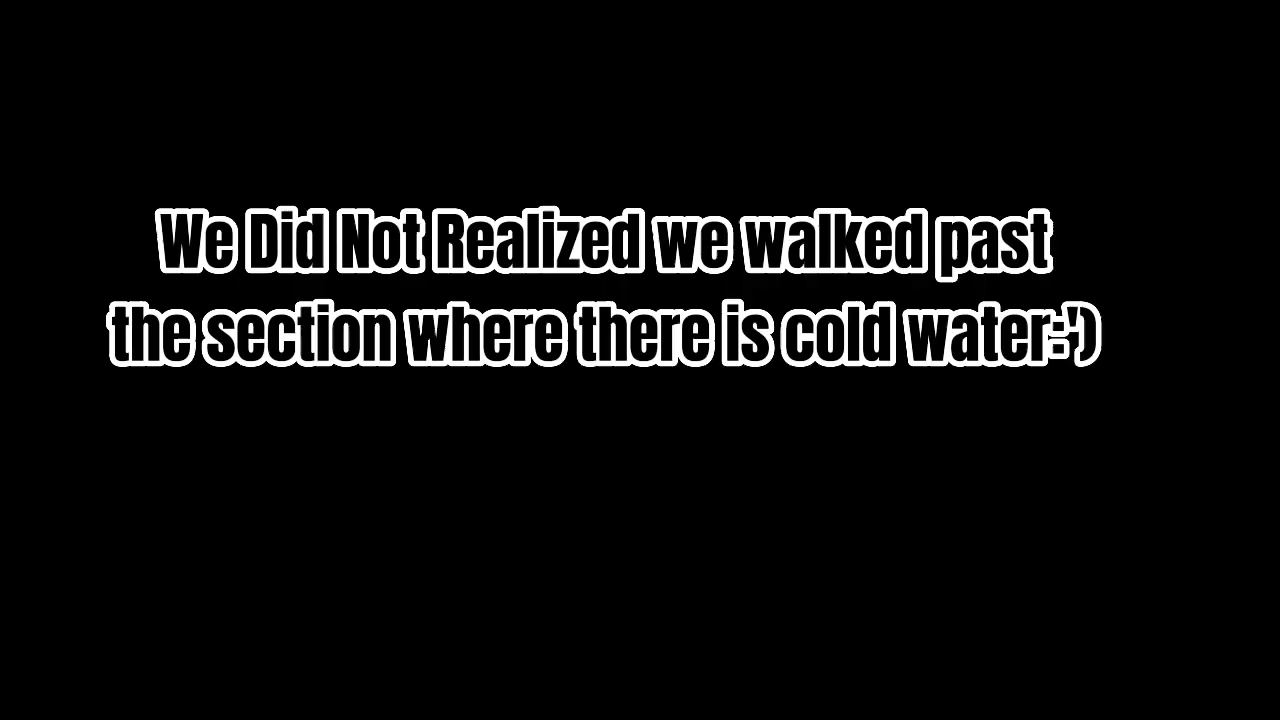 We Did Not Realized we walked past
the section where there is cold water:')